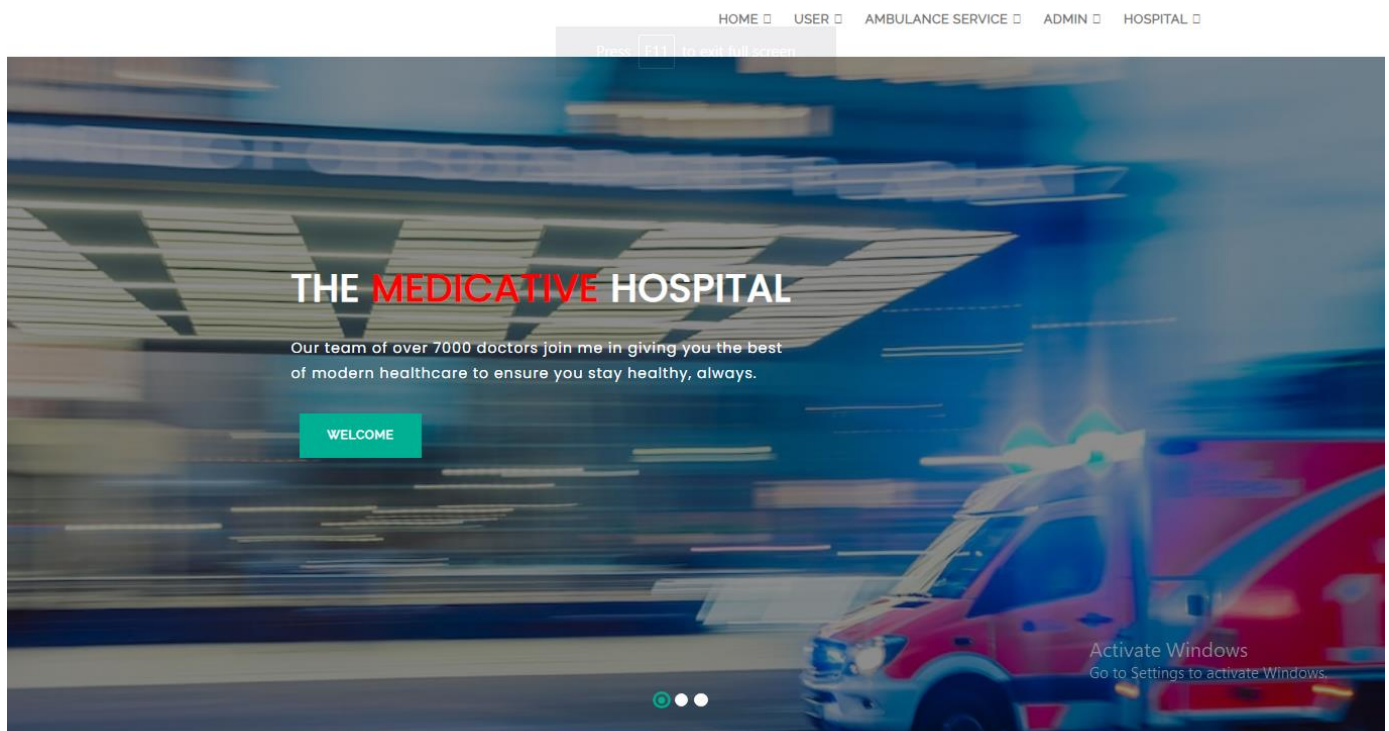 HOME USER AMBULANCE SERVICE ADMIN HOSPITAL
Press F11 to exit full screen
THE MEDICATIVE HOSPITAL
Our team of over 7000 doctors join me in giving you the best
of modern healthcare to ensure you stay healthy, always.
WELCOME
Activate Windows
Go to Settings to activate Windows.